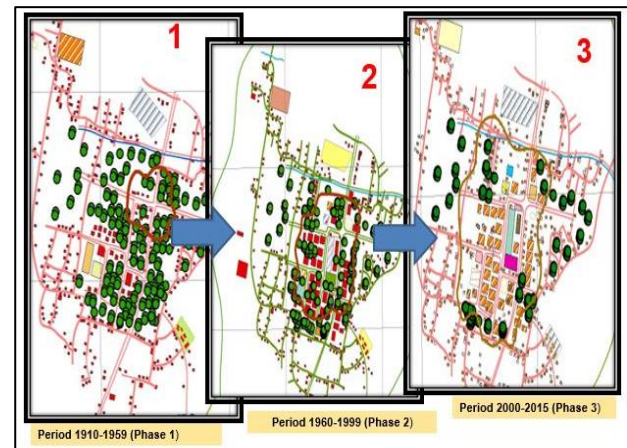 1
2
3
Period 1910-1959 (Phase 1)
Period 1960-1999 (Phase 2)
Period 2000-2015 (Phase 3)